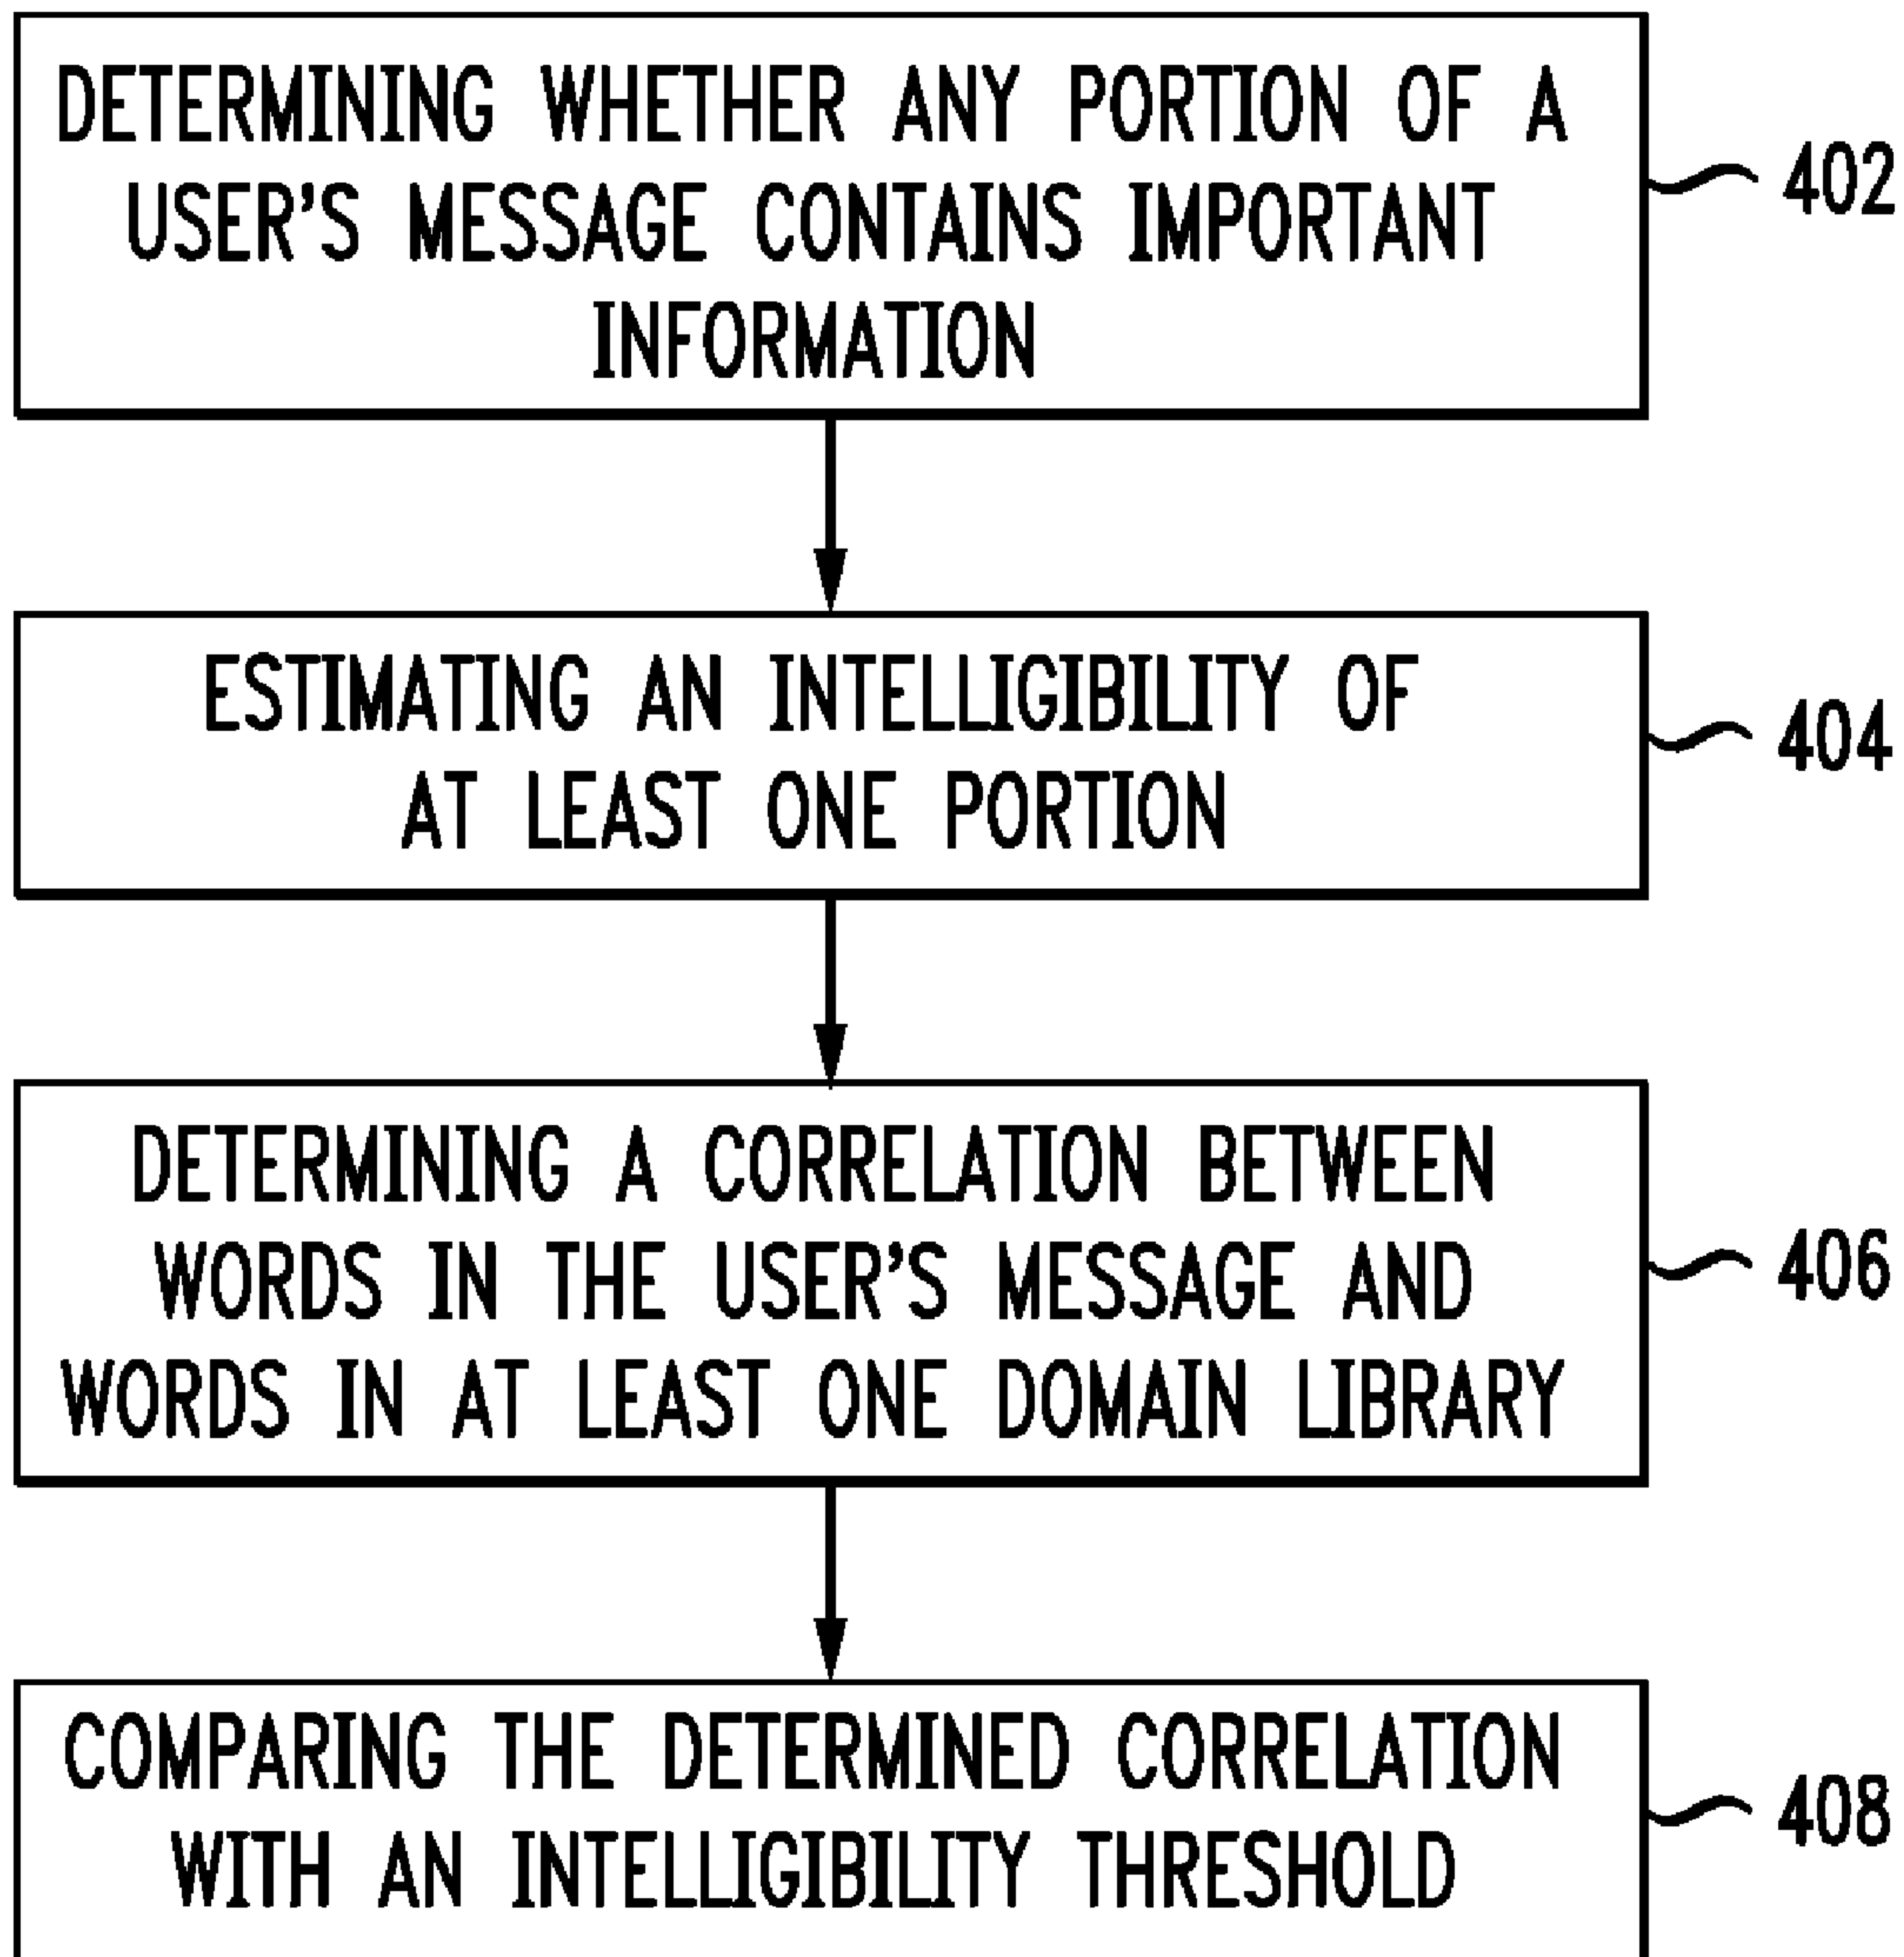 DETERMINING WHETHER ANY PORTION OF A
USER'S MESSAGE CONTAINS IMPORTANT
INFORMATION
402
ESTIMATING AN INTELLIGIBILITY OF
AT LEAST ONE PORTION
404
DETERMINING A CORRELATION BETWEEN
WORDS IN THE USER'S MESSAGE AND
WORDS IN AT LEAST ONE DOMAIN LIBRARY
406
COMPARING THE DETERMINED CORRELATION
WITH AN INTELLIGIBILITY THRESHOLD
408